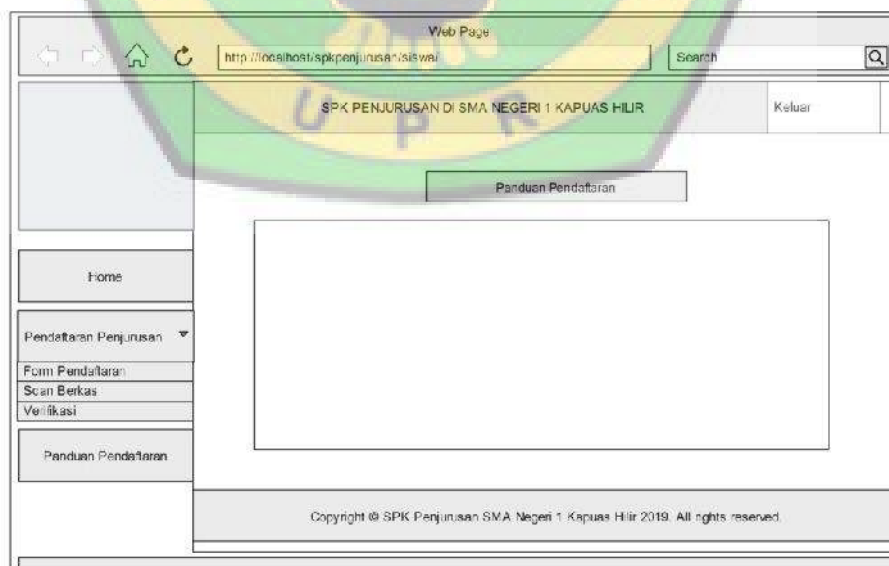 Web Page
http://localhost/spkpenjurusan/siswa/
Search
SPK PENJURUSAN DI SMA NEGERI 1 KAPUAS HILIR
Keluar
U P R
Panduan Pendaftaran
Home
Pendaftaran Penjurusan
Form Pendaftaran
Scan Berkas
Verifikasi
Panduan Pendaftaran
Copyright © SPK Penjurusan SMA Negeri 1 Kapuas Hilir 2019. All rights reserved.